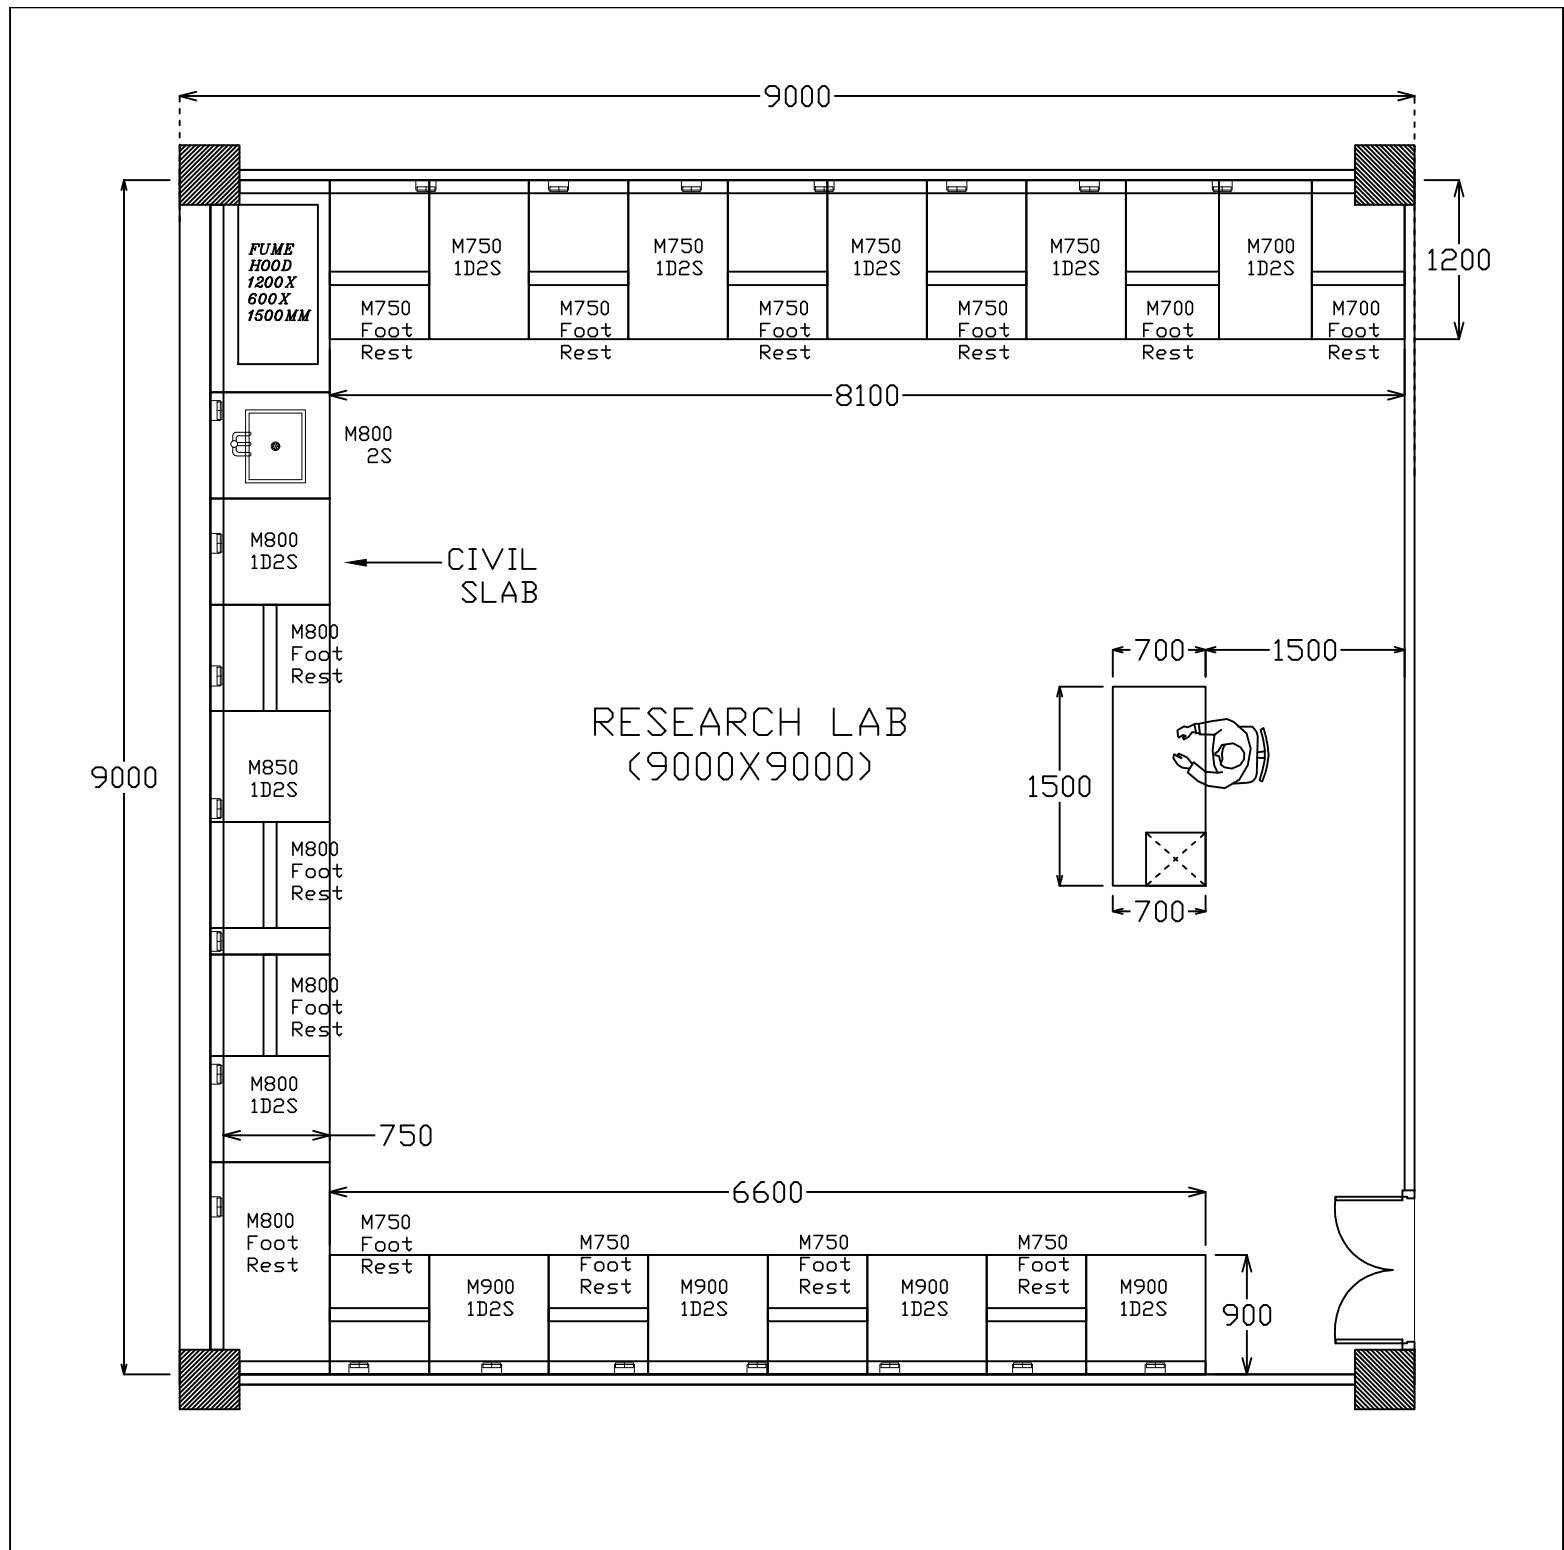 9000
FUME
HOOD
1200X
600X
1500MM
M750
1D2S
M750
1D2S
M750
1D2S
M750
1D2S
M700
1D2S
1200
M750
Foot
Rest
M750
Foot
Rest
M750
Foot
Rest
M750
Foot
Rest
M700
Foot
Rest
M700
Foot
Rest
8100
M800
2S
M800
1D2S
CIVIL
SLAB
M800
Foot
Rest
700
1500
RESEARCH LAB
(9000X9000)
9000
M850
1D2S
1500
M800
Foot
Rest
700
M800
Foot
Rest
M800
1D2S
750
6600
M800
Foot
Rest
M750
Foot
Rest
M750
Foot
Rest
M750
Foot
Rest
M750
Foot
Rest
M900
1D2S
M900
1D2S
M900
1D2S
M900
1D2S
900